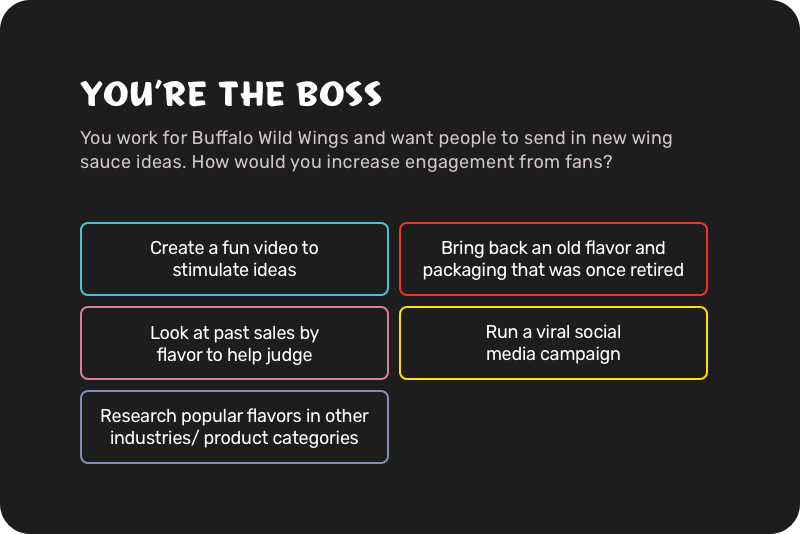 YOU'RE THE BOSS
You work for Buffalo Wild Wings and want people to send in new wing
sauce ideas. How would you increase engagement from fans?
Create a fun video to
stimulate ideas
Bring back an old flavor and
packaging that was once retired
Look at past sales by
flavor to help judge
Run a viral social
media campaign
Research popular flavors in other
industries/ product categories